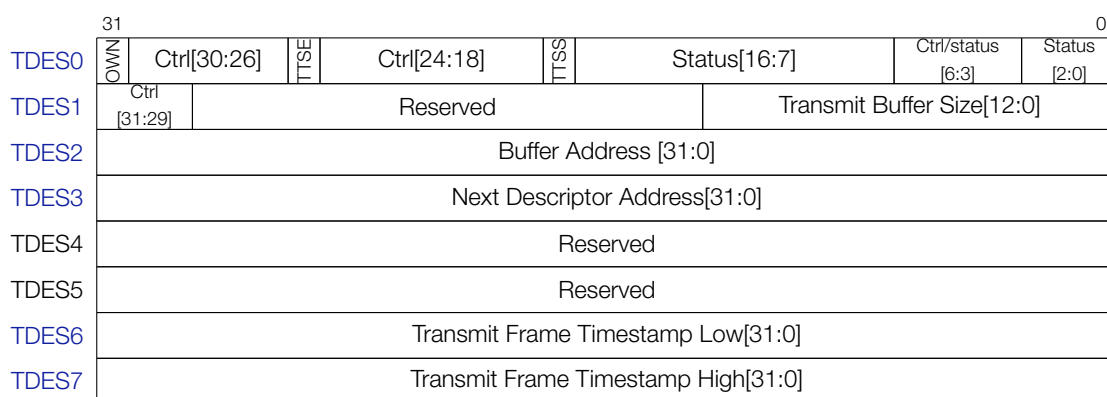 31 0
TDES0 OWN Ctrl[30:26] TTSE Ctrl[24:18] TTSS Status[16:7] Ctrl/status [6:3] Status [2:0]
TDES1 Ctrl [31:29] Reserved Transmit Buffer Size[12:0]
TDES2 Buffer Address [31:0]
TDES3 Next Descriptor Address[31:0]
TDES4 Reserved
TDES5 Reserved
TDES6 Transmit Frame Timestamp Low[31:0]
TDES7 Transmit Frame Timestamp High[31:0]